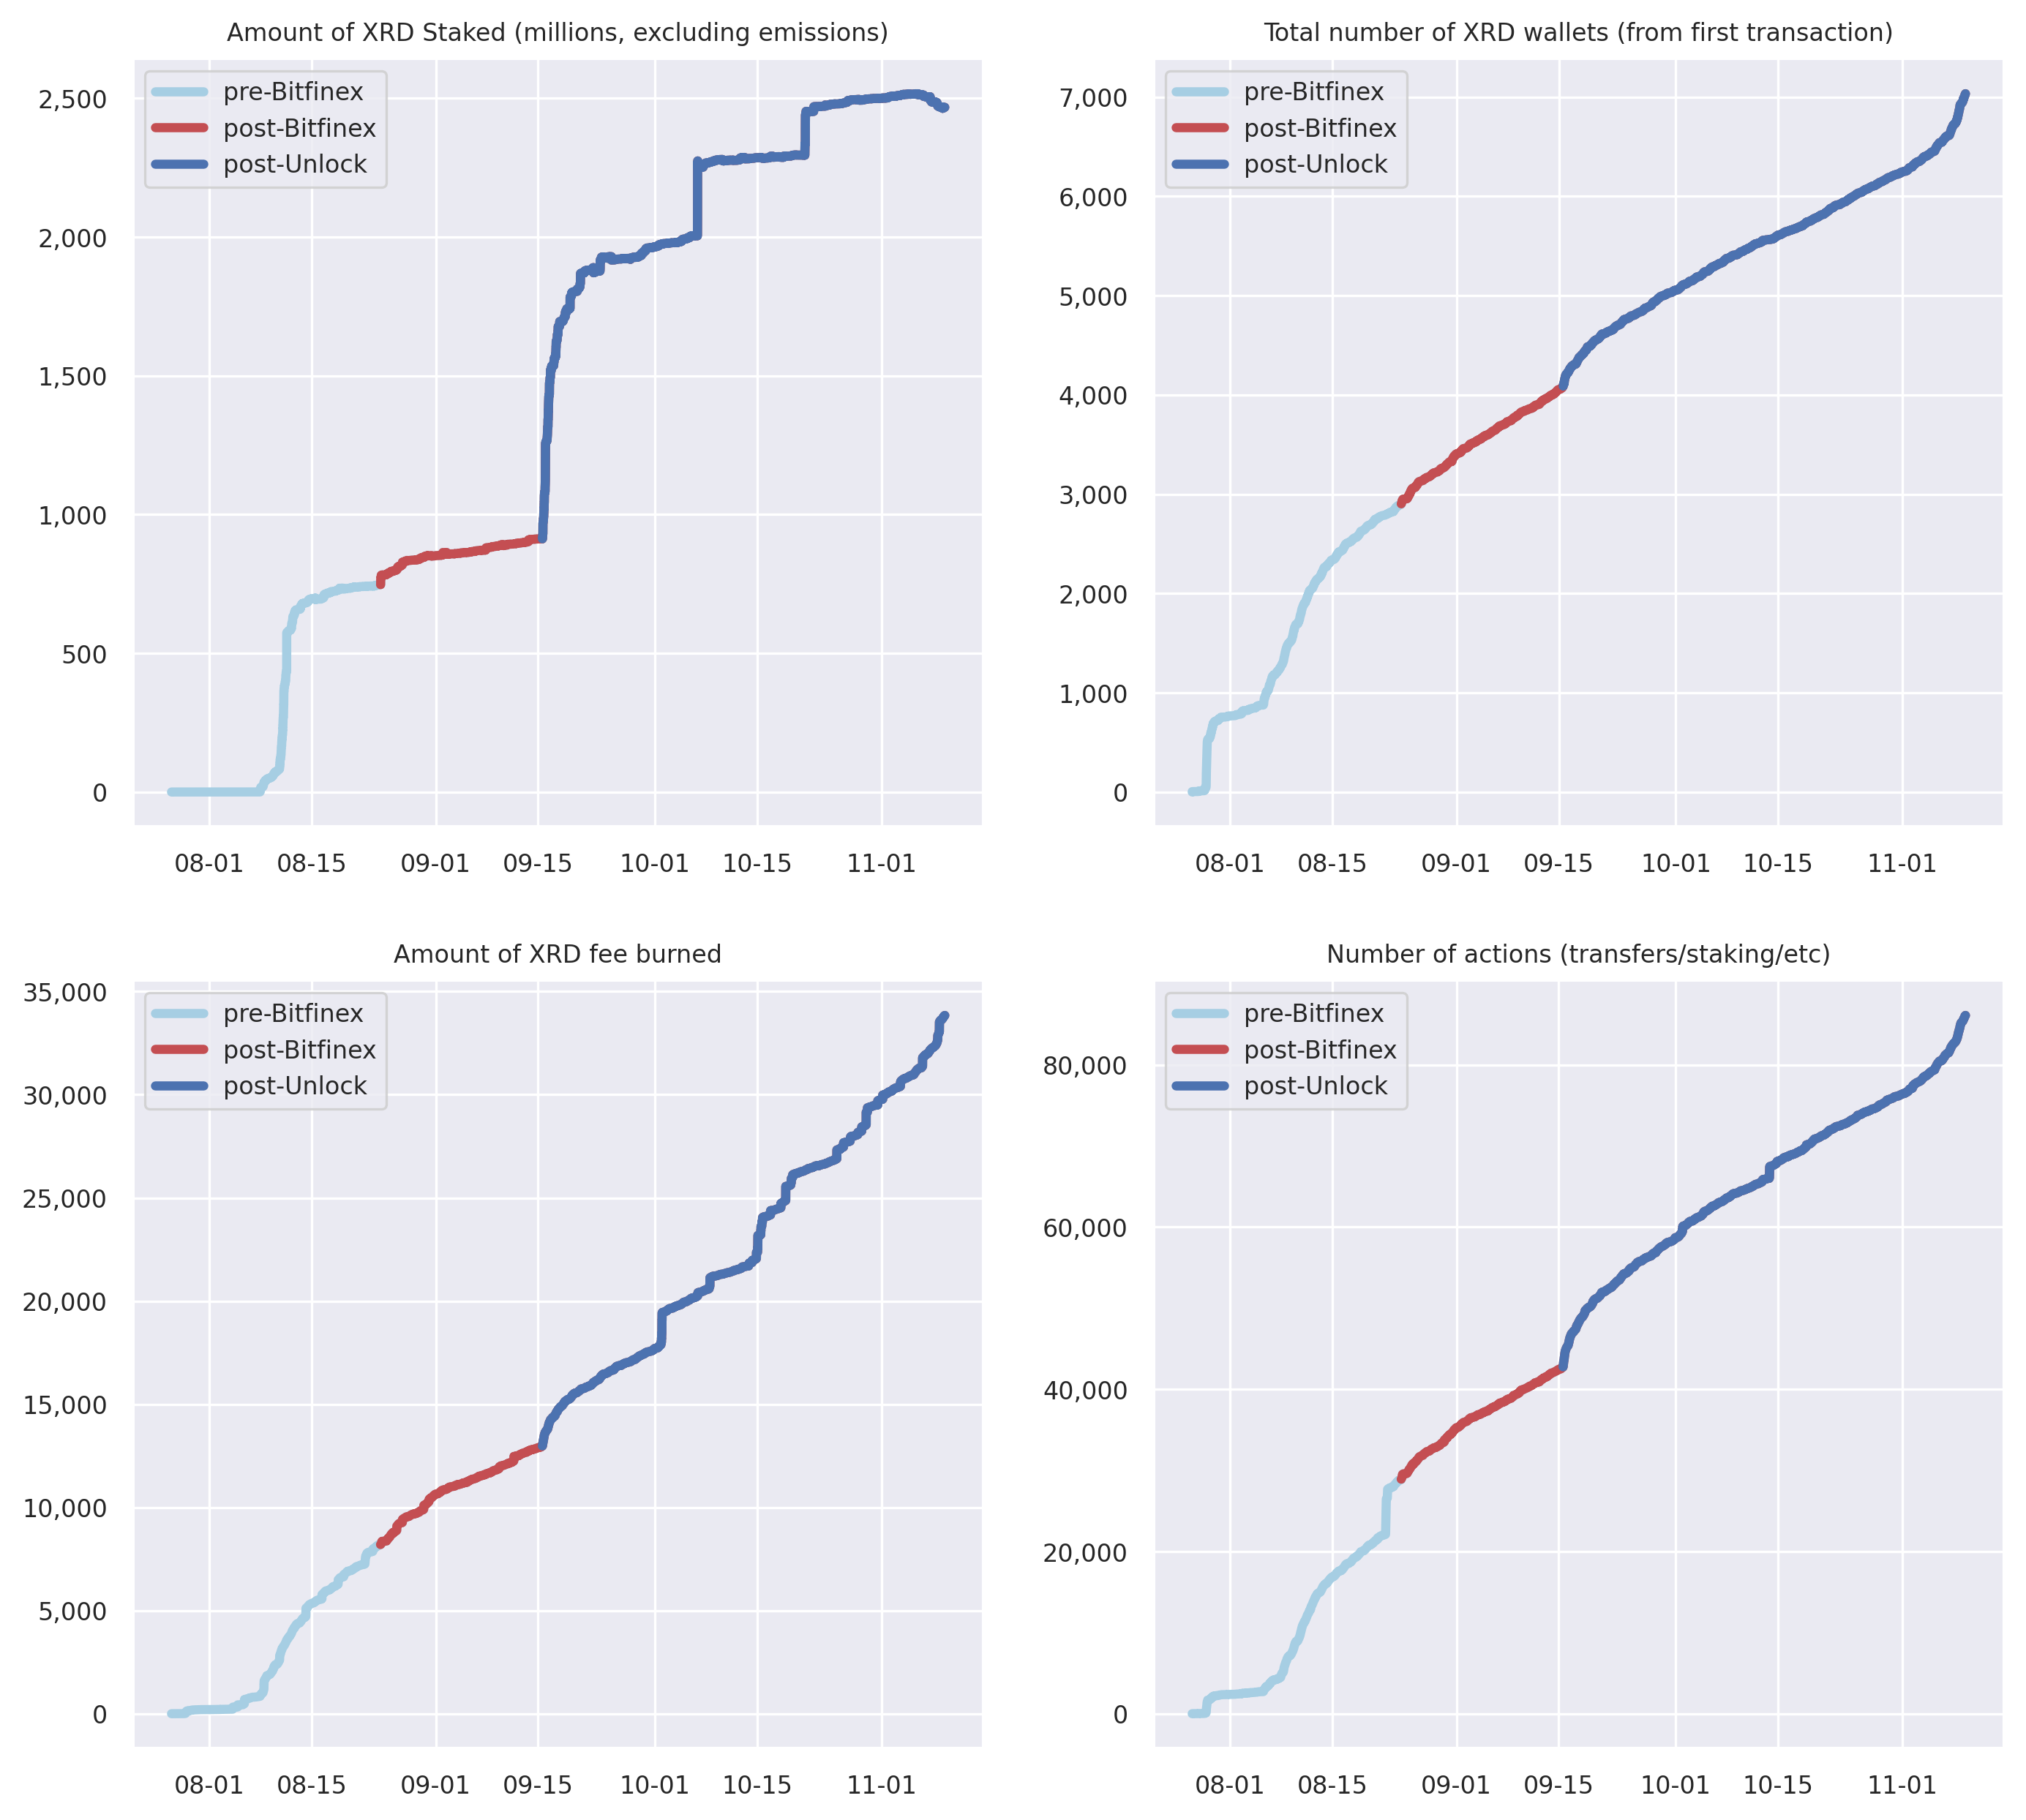 Amount of XRD Staked (millions, excluding emissions)
pre-Bitfinex
post-Bitfinex
post-Unlock
2,500
2,000
1,500
1,000
500
0
08-01 08-15 09-01 09-15 10-01 10-15 11-01
Total number of XRD wallets (from first transaction)
pre-Bitfinex
post-Bitfinex
post-Unlock
7,000
6,000
5,000
4,000
3,000
2,000
1,000
0
08-01 08-15 09-01 09-15 10-01 10-15 11-01
Amount of XRD fee burned
pre-Bitfinex
post-Bitfinex
post-Unlock
35,000
30,000
25,000
20,000
15,000
10,000
5,000
0
08-01 08-15 09-01 09-15 10-01 10-15 11-01
Number of actions (transfers/staking/etc)
pre-Bitfinex
post-Bitfinex
post-Unlock
80,000
60,000
40,000
20,000
0
08-01 08-15 09-01 09-15 10-01 10-15 11-01